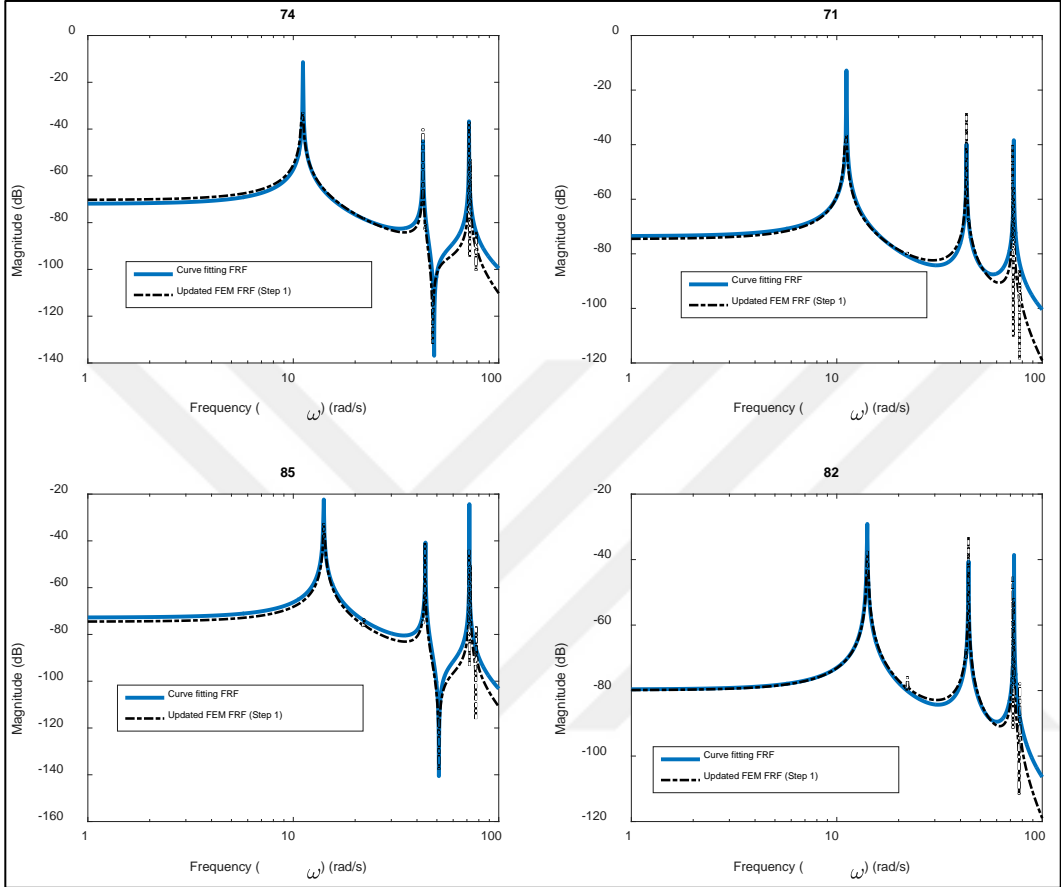 74
0
-20
-40
-60
-80
-100
-120
-140
Magnitude (dB)
Curve fitting FRF
Updated FEM FRF (Step 1)
1
10
100
Frequency ( ω) (rad/s)
71
0
-20
-40
-60
-80
-100
-120
Magnitude (dB)
Curve fitting FRF
Updated FEM FRF (Step 1)
1
10
100
Frequency ( ω) (rad/s)
85
-20
-40
-60
-80
-100
-120
-140
-160
Magnitude (dB)
Curve fitting FRF
Updated FEM FRF (Step 1)
1
10
100
Frequency ( ω) (rad/s)
82
-20
-40
-60
-80
-100
-120
Magnitude (dB)
Curve fitting FRF
Updated FEM FRF (Step 1)
1
10
100
Frequency ( ω) (rad/s)